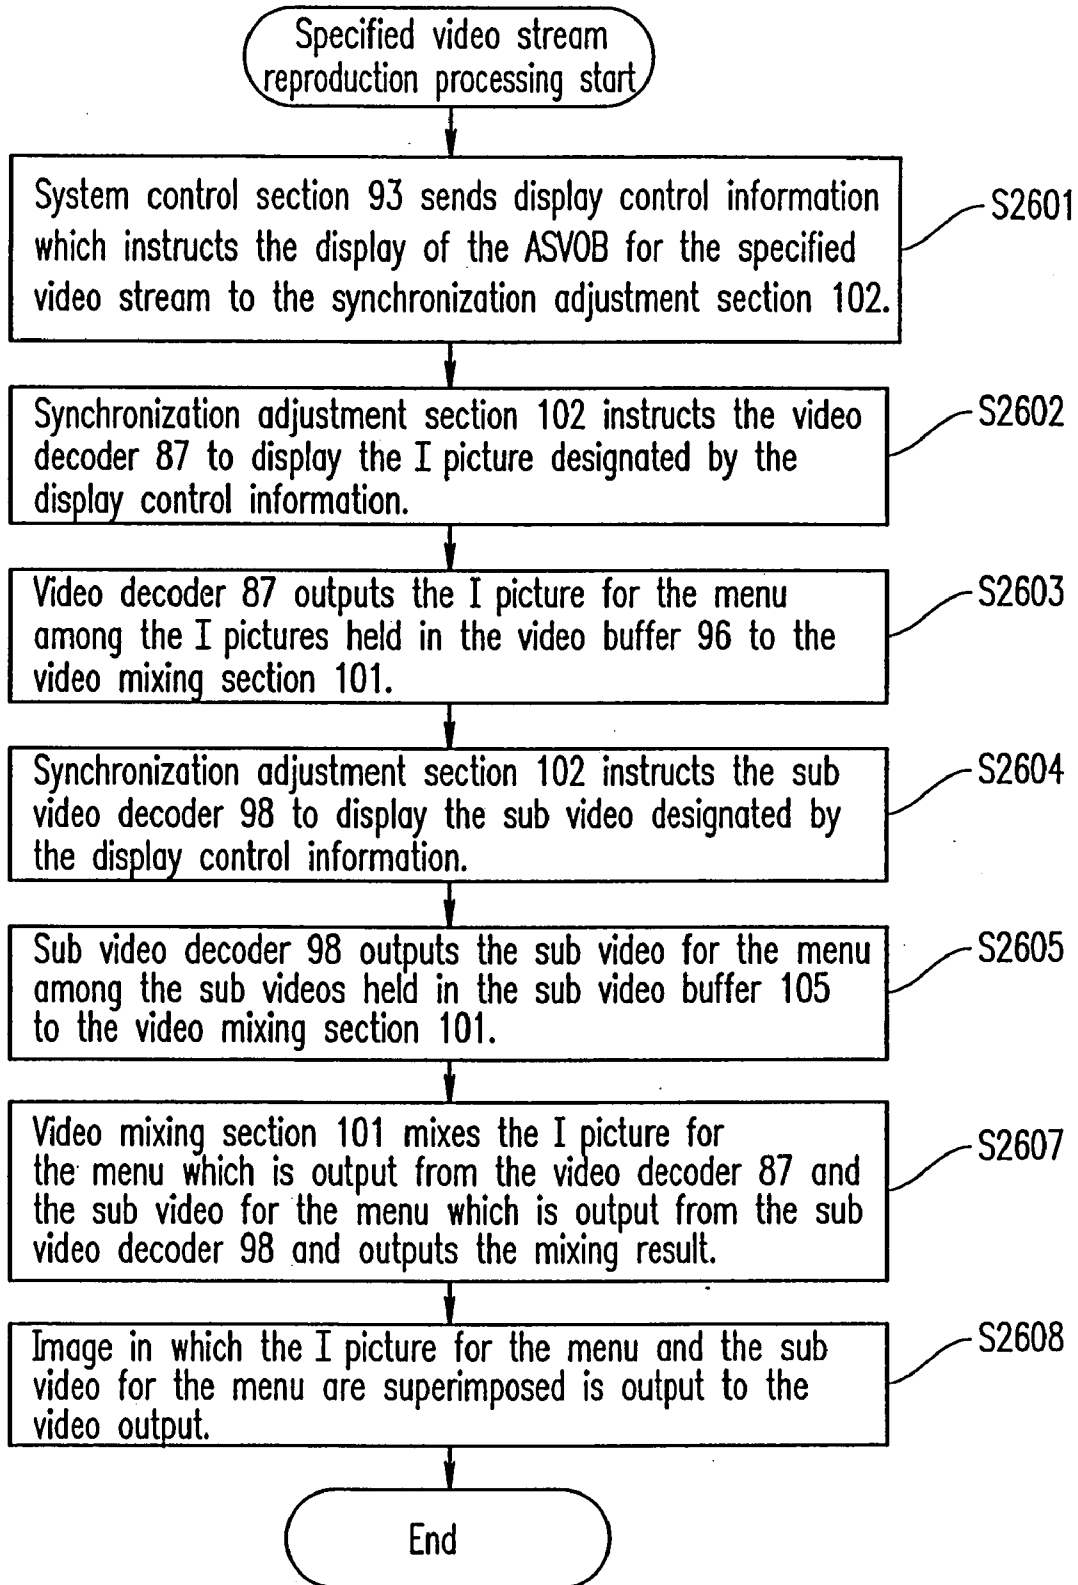 Specified video stream
reproduction processing start
System control section 93 sends display control information
which instructs the display of the ASVOB for the specified
video stream to the synchronization adjustment section 102.
S2601
Synchronization adjustment section 102 instructs the video
decoder 87 to display the I picture designated by the
display control information.
S2602
Video decoder 87 outputs the I picture for the menu
among the I pictures held in the video buffer 96 to the
video mixing section 101.
S2603
Synchronization adjustment section 102 instructs the sub
video decoder 98 to display the sub video designated by
the display control information.
S2604
Sub video decoder 98 outputs the sub video for the menu
among the sub videos held in the sub video buffer 105
to the video mixing section 101.
S2605
Video mixing section 101 mixes the I picture for
the menu which is output from the video decoder 87 and
the sub video for the menu which is output from the sub
video decoder 98 and outputs the mixing result.
S2607
Image in which the I picture for the menu and the sub
video for the menu are superimposed is output to the
video output.
S2608
End